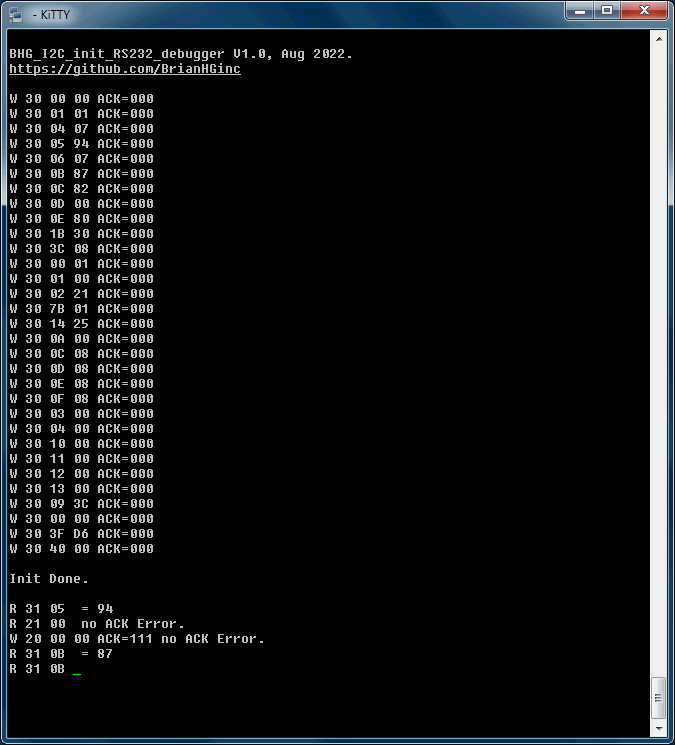 - KiTTY
BHG_I2C_init_RS232_debugger V1.0, Aug 2022.
https://github.com/BrianHGinc
W 30 00 00 ACK=000
W 30 01 01 ACK=000
W 30 04 07 ACK=000
W 30 05 94 ACK=000
W 30 06 07 ACK=000
W 30 0B 87 ACK=000
W 30 0C 82 ACK=000
W 30 0D 00 ACK=000
W 30 0E 80 ACK=000
W 30 1B 30 ACK=000
W 30 3C 08 ACK=000
W 30 00 01 ACK=000
W 30 01 00 ACK=000
W 30 02 21 ACK=000
W 30 7B 01 ACK=000
W 30 14 25 ACK=000
W 30 0A 00 ACK=000
W 30 0C 08 ACK=000
W 30 0D 08 ACK=000
W 30 0E 08 ACK=000
W 30 0F 08 ACK=000
W 30 03 00 ACK=000
W 30 04 00 ACK=000
W 30 10 00 ACK=000
W 30 11 00 ACK=000
W 30 12 00 ACK=000
W 30 13 00 ACK=000
W 30 09 3C ACK=000
W 30 00 00 ACK=000
W 30 3F D6 ACK=000
W 30 40 00 ACK=000
Init Done.
R 31 05  = 94
R 21 00  no ACK Error.
W 20 00 00 ACK=111 no ACK Error.
R 31 0B  = 87
R 31 0B _